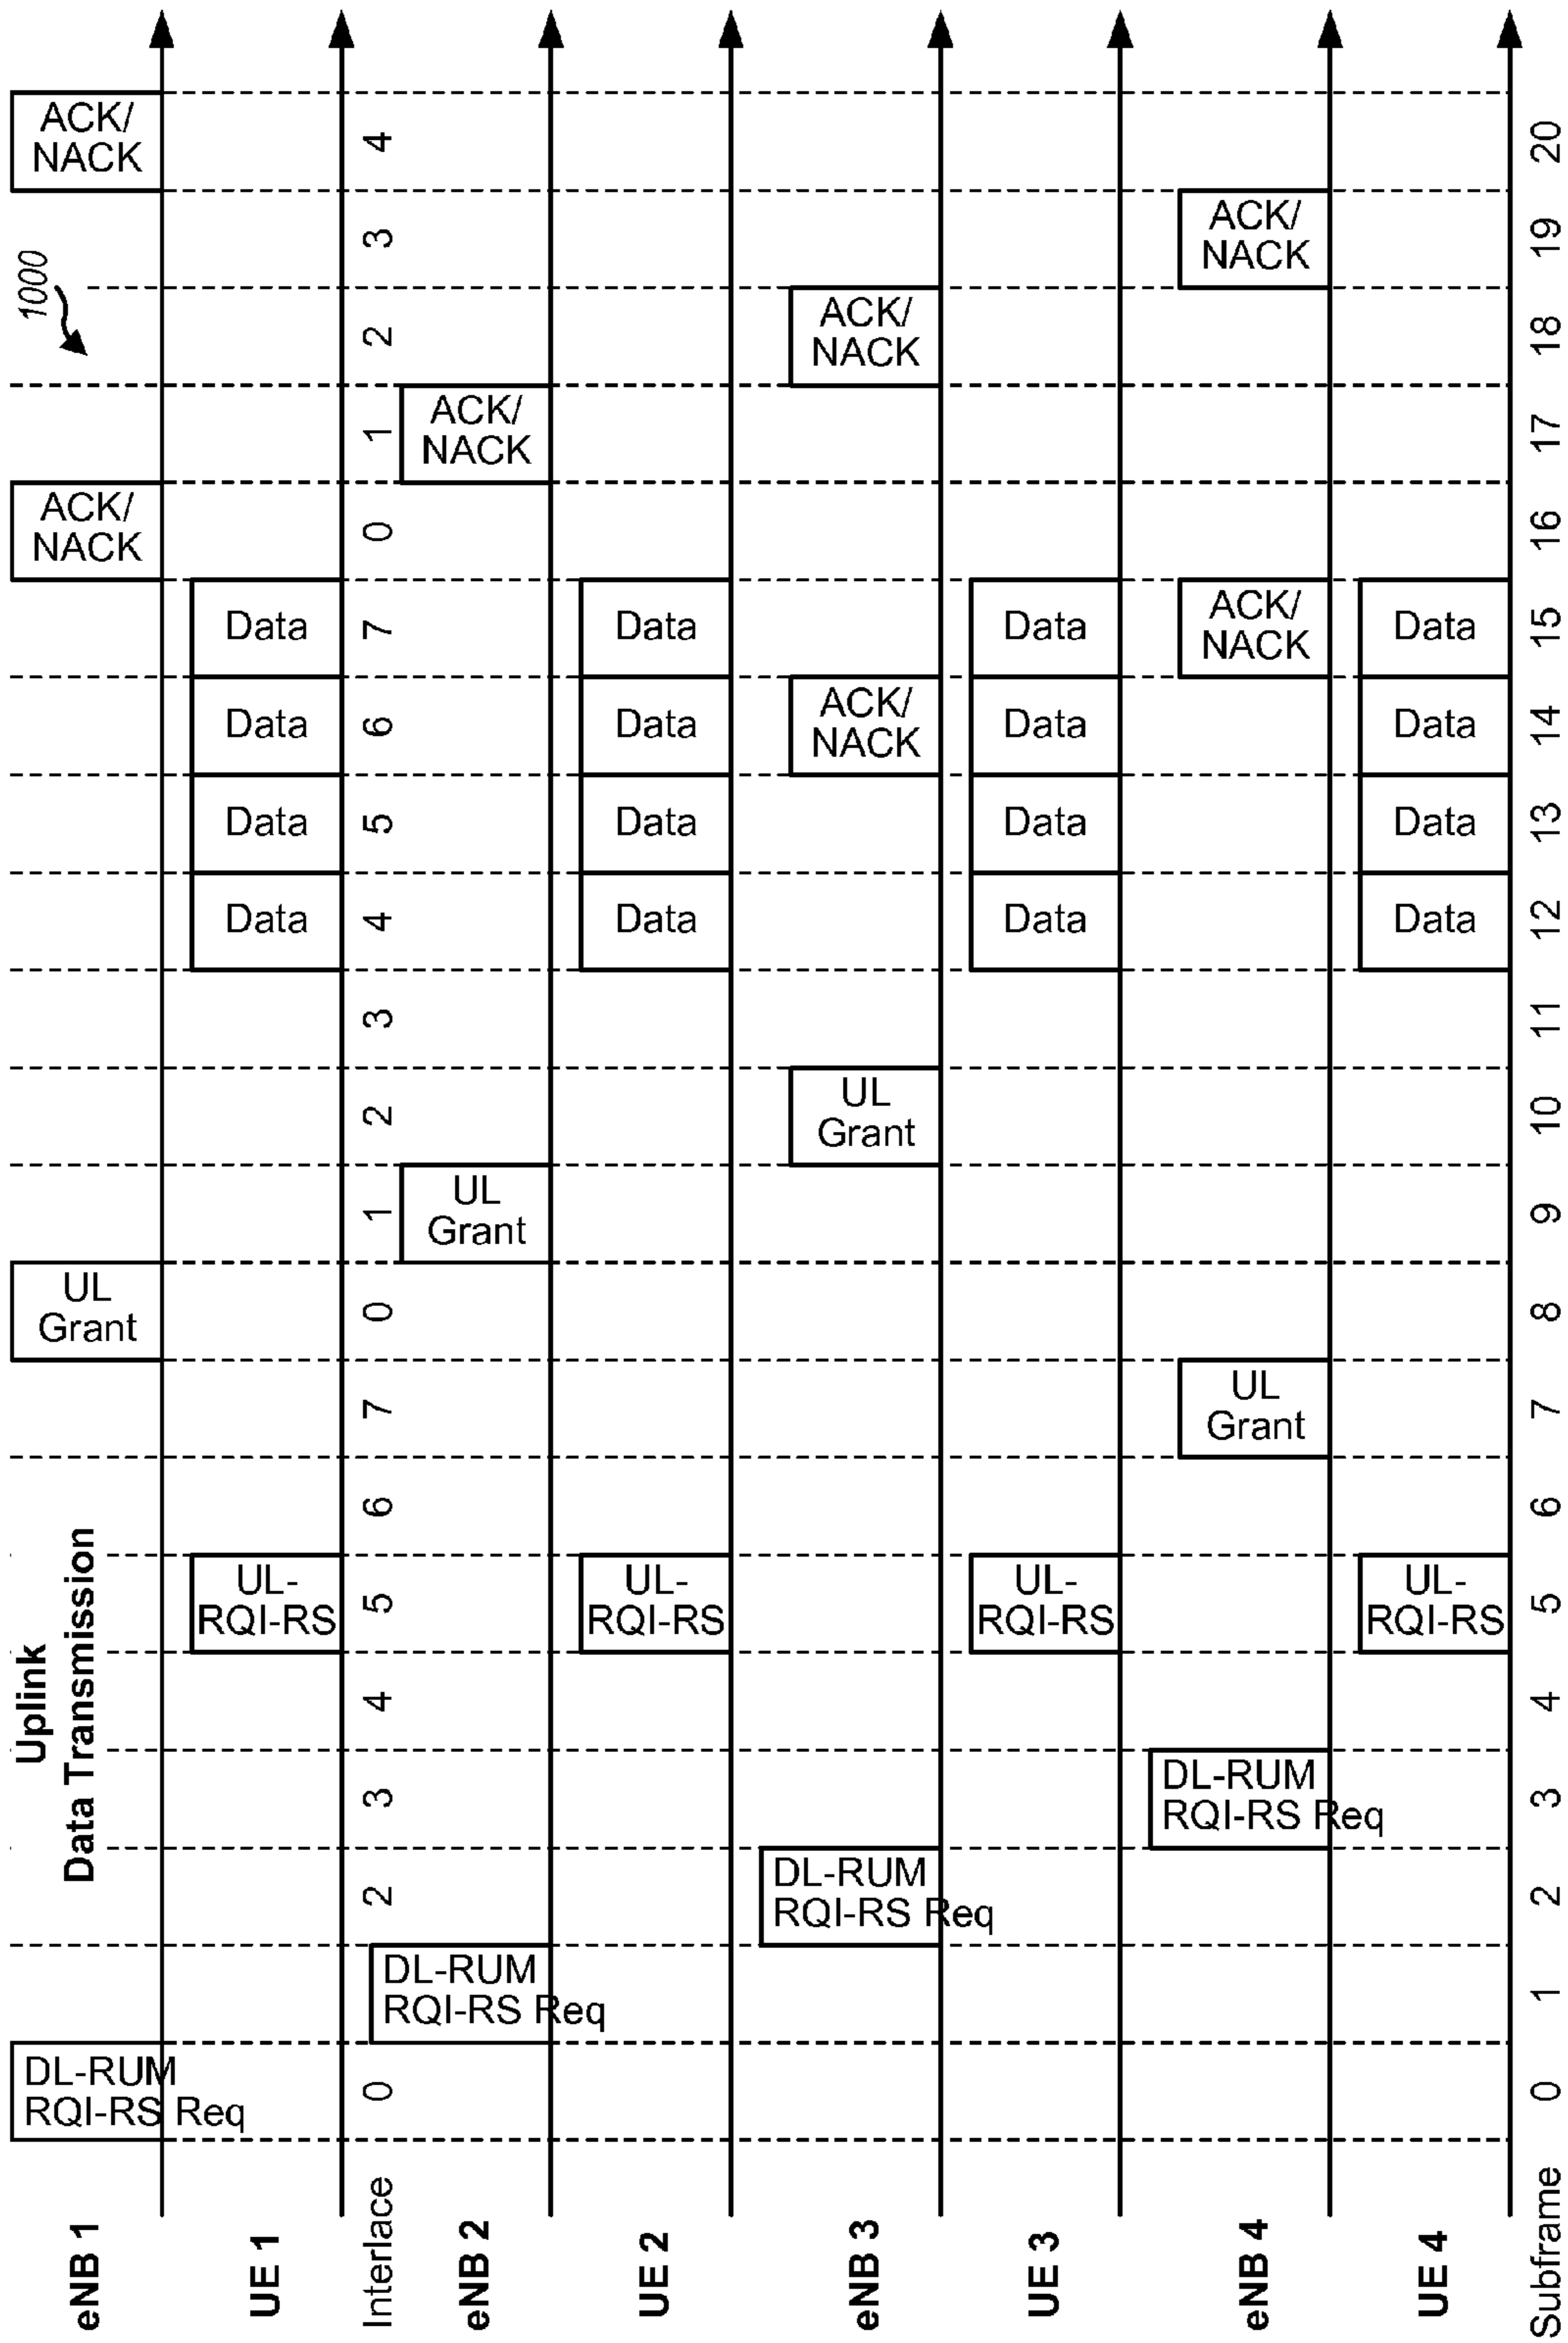 Uplink
Data Transmission
1000
eNB 1
DL-RUM
RQI-RS Req
UL
Grant
ACK/
NACK
ACK/
NACK
UE 1
UL-
RQI-RS
Data
Data
Data
Data
Interlace
0
1
2
3
4
5
6
7
0
1
2
3
4
5
6
7
0
1
2
3
4
eNB 2
DL-RUM
RQI-RS Req
UL
Grant
ACK/
NACK
UE 2
UL-
RQI-RS
Data
Data
Data
Data
eNB 3
DL-RUM
RQI-RS Req
UL
Grant
ACK/
NACK
ACK/
NACK
UE 3
UL-
RQI-RS
Data
Data
Data
Data
eNB 4
DL-RUM
RQI-RS Req
UL
Grant
ACK/
NACK
ACK/
NACK
UE 4
UL-
RQI-RS
Data
Data
Data
Data
Subframe
0
1
2
3
4
5
6
7
8
9
10
11
12
13
14
15
16
17
18
19
20